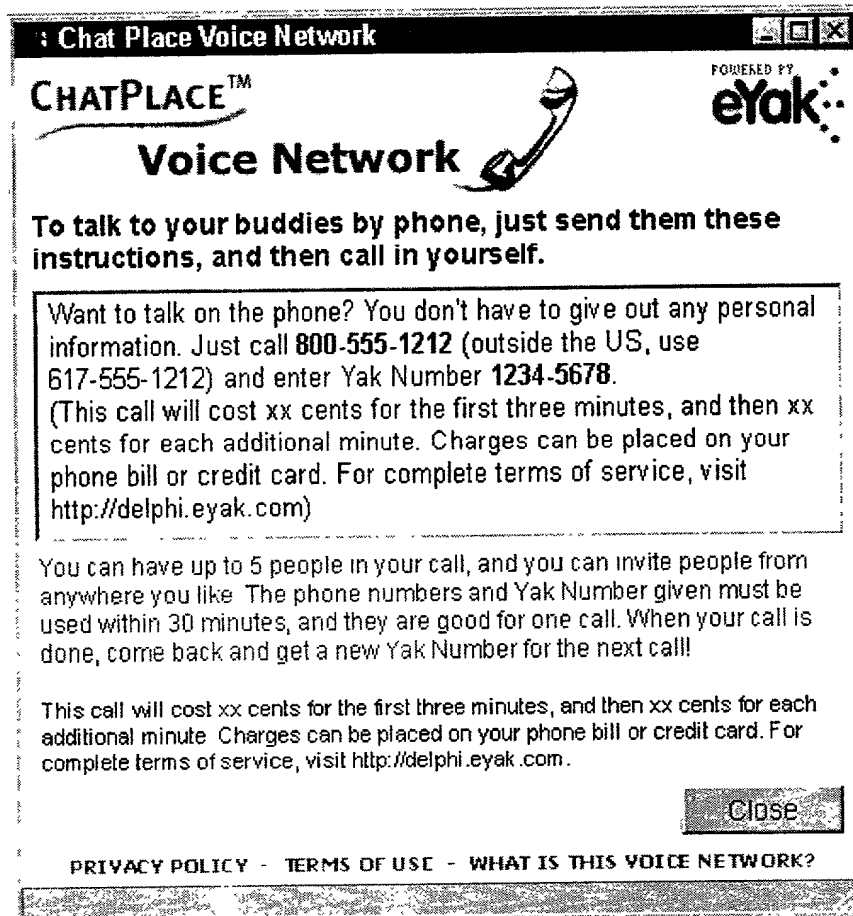 : Chat Place Voice Network
CHATPLACE™
POWERED BY
eYak
Voice Network
To talk to your buddies by phone, just send them these
instructions, and then call in yourself.
Want to talk on the phone? You don't have to give out any personal
information. Just call 800-555-1212 (outside the US, use
617-555-1212) and enter Yak Number 1234-5678.
(This call will cost xx cents for the first three minutes, and then xx
cents for each additional minute. Charges can be placed on your
phone bill or credit card. For complete terms of service, visit
http://delphi.eyak.com)
You can have up to 5 people in your call, and you can invite people from
anywhere you like The phone numbers and Yak Number given must be
used within 30 minutes, and they are good for one call. When your call is
done, come back and get a new Yak Number for the next call!
This call will cost xx cents for the first three minutes, and then xx cents for each
additional minute Charges can be placed on your phone bill or credit card. For
complete terms of service, visit http://delphi.eyak.com.
Close
PRIVACY POLICY - TERMS OF USE - WHAT IS THIS VOICE NETWORK?